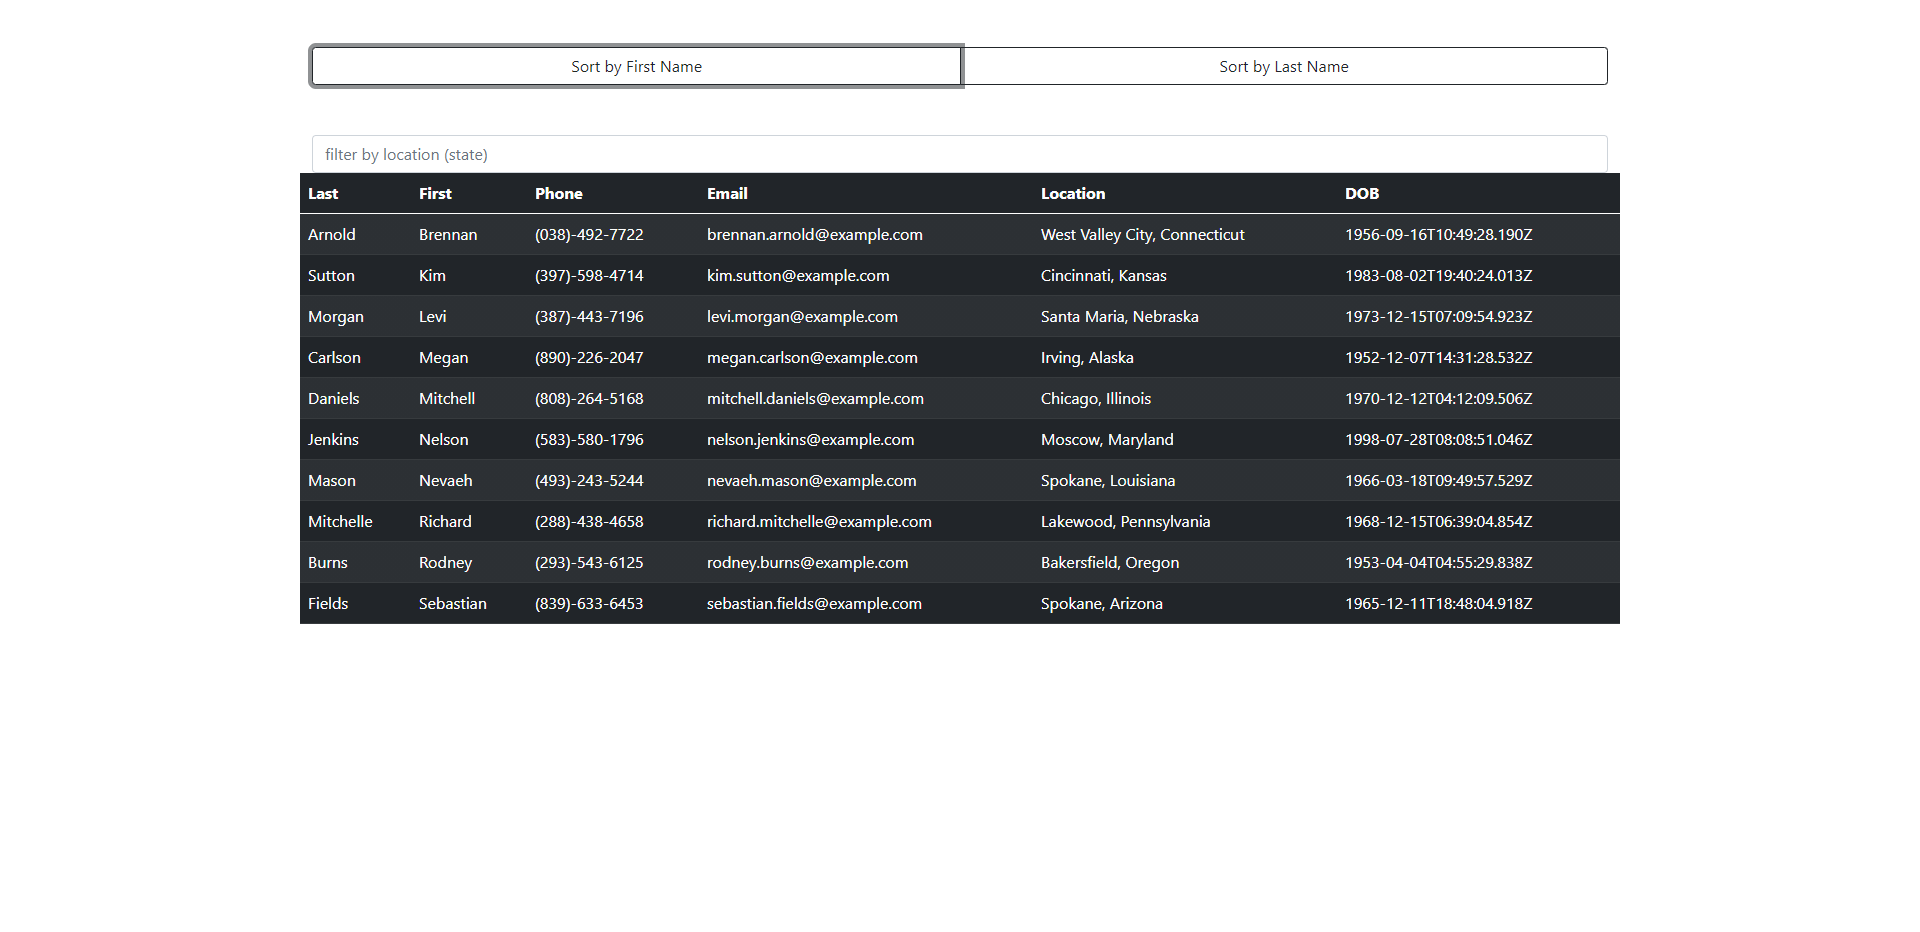 Sort by First Name Sort by Last Name
filter by location (state)
Last First Phone Email Location DOB
Arnold Brennan (038)-492-7722 brennan.arnold@example.com West Valley City, Connecticut 1956-09-16T10:49:28.190Z
Sutton Kim (397)-598-4714 kim.sutton@example.com Cincinnati, Kansas 1983-08-02T19:40:24.013Z
Morgan Levi (387)-443-7196 levi.morgan@example.com Santa Maria, Nebraska 1973-12-15T07:09:54.923Z
Carlson Megan (890)-226-2047 megan.carlson@example.com Irving, Alaska 1952-12-07T14:31:28.532Z
Daniels Mitchell (808)-264-5168 mitchell.daniels@example.com Chicago, Illinois 1970-12-12T04:12:09.506Z
Jenkins Nelson (583)-580-1796 nelson.jenkins@example.com Moscow, Maryland 1998-07-28T08:08:51.046Z
Mason Nevaeh (493)-243-5244 nevaeh.mason@example.com Spokane, Louisiana 1966-03-18T09:49:57.529Z
Mitchelle Richard (288)-438-4658 richard.mitchelle@example.com Lakewood, Pennsylvania 1968-12-15T06:39:04.854Z
Burns Rodney (293)-543-6125 rodney.burns@example.com Bakersfield, Oregon 1953-04-04T04:55:29.838Z
Fields Sebastian (839)-633-6453 sebastian.fields@example.com Spokane, Arizona 1965-12-11T18:48:04.918Z